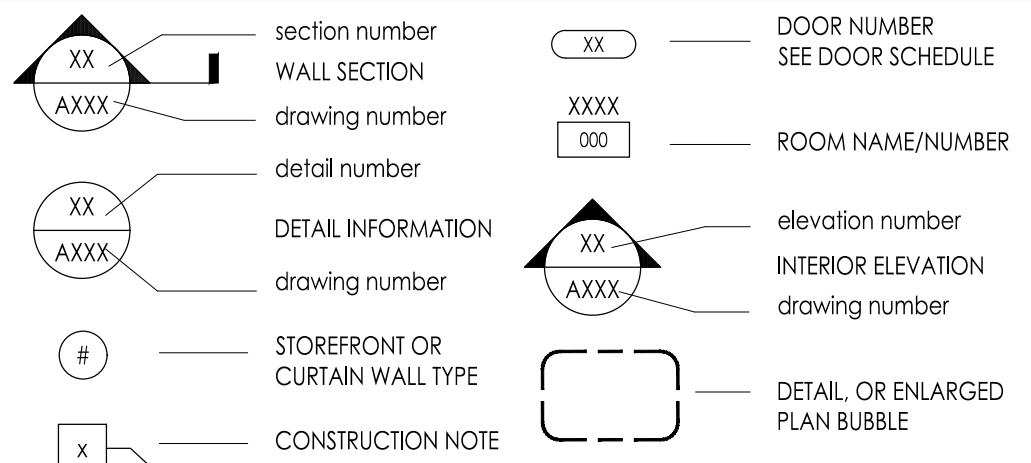 XX
AXXX
section number
WALL SECTION
drawing number
XX
AXXX
detail number
DETAIL INFORMATION
drawing number
#
STOREFRONT OR
CURTAIN WALL TYPE
x
CONSTRUCTION NOTE
XX
DOOR NUMBER
SEE DOOR SCHEDULE
XXXX
000
ROOM NAME/NUMBER
XX
AXXX
elevation number
INTERIOR ELEVATION
drawing number
DETAIL, OR ENLARGED
PLAN BUBBLE